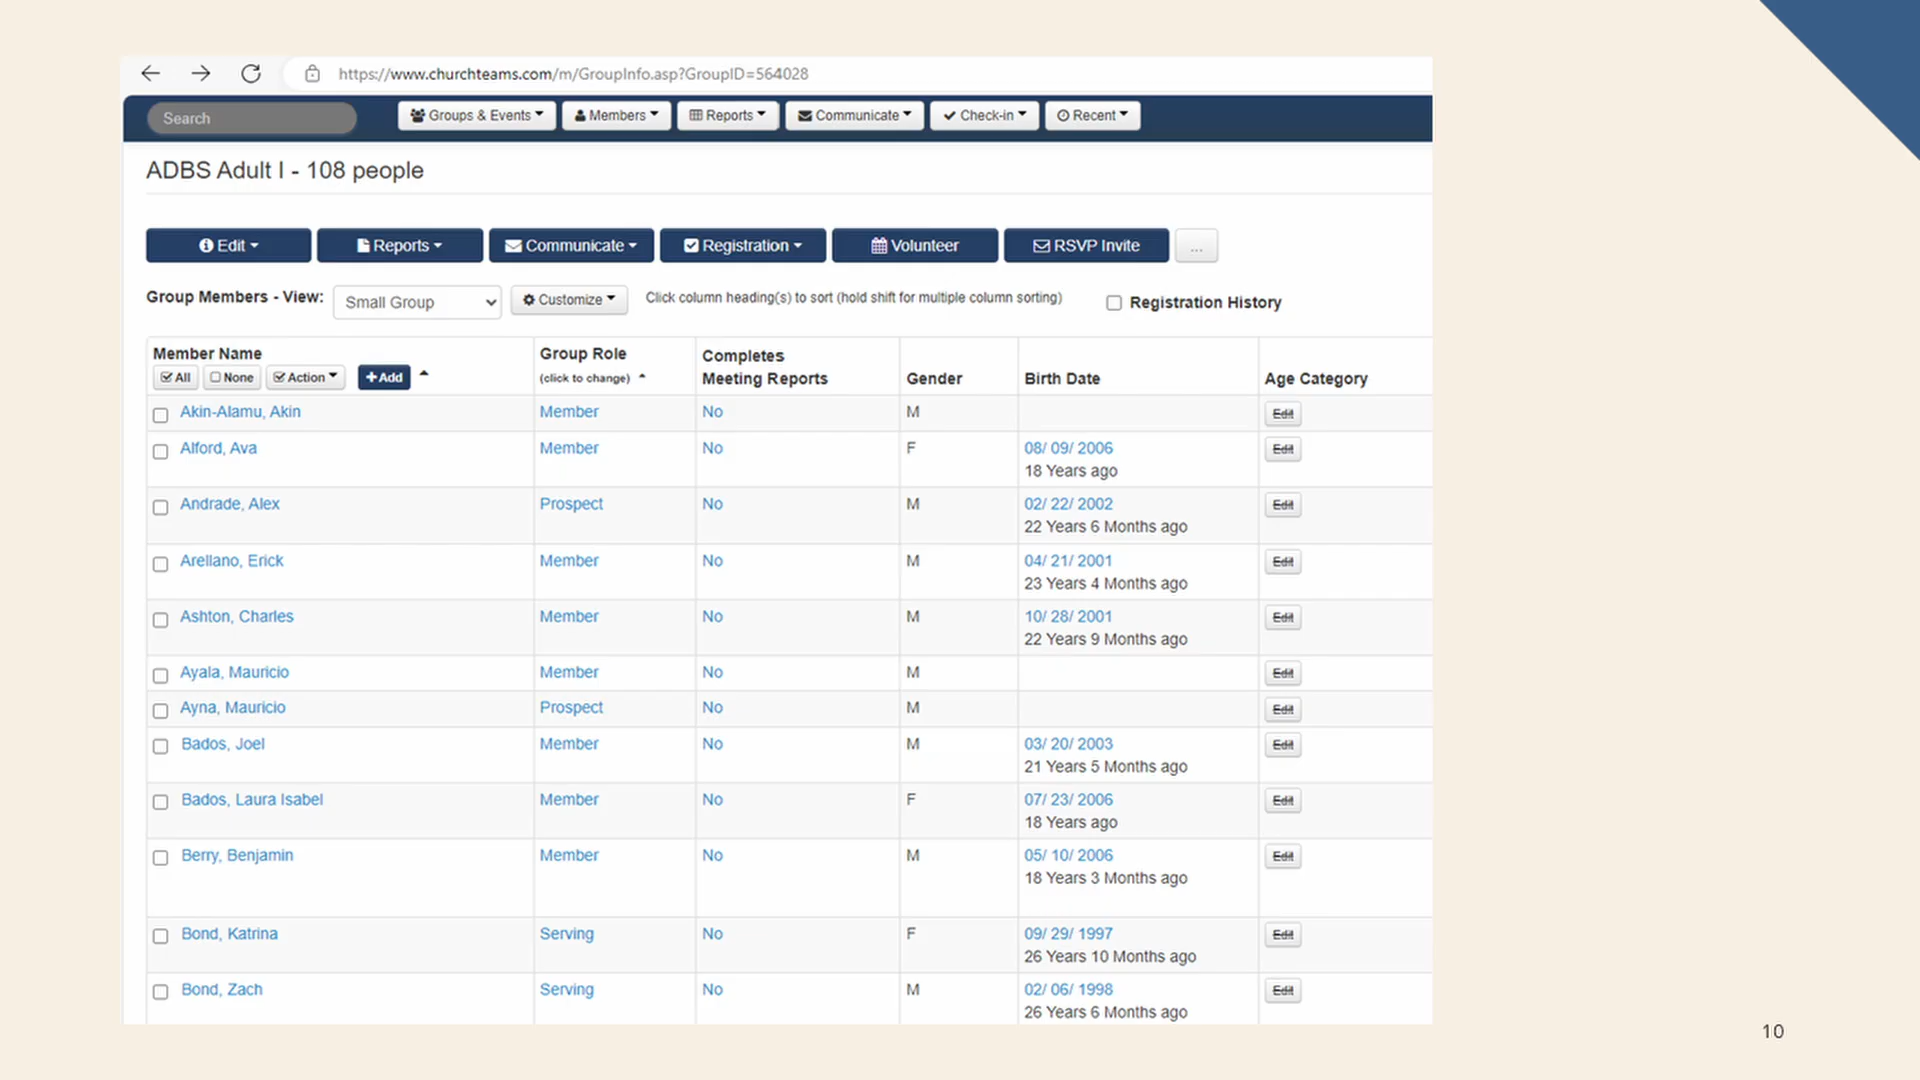 https://www.churchteams.com/m/GroupInfo.asp?GroupID=564028
Search Groups & Events Members Reports Communicate Check-in Recent
ADBS Adult I - 108 people
Edit Reports Communicate Registration Volunteer RSVP Invite ...
Group Members - View: Small Group Customize Click column heading(s) to sort (hold shift for multiple column sorting) Registration History
Member Name Group Role Completes
All None Action +Add (click to change) Meeting Reports Gender Birth Date Age Category
Akin-Alamu, Akin Member No M Edit
Alford, Ava Member No F 08/ 09/ 2006 Edit
18 Years ago
Andrade, Alex Prospect No M 02/ 22/ 2002 Edit
22 Years 6 Months ago
Arellano, Erick Member No M 04/ 21/ 2001 Edit
23 Years 4 Months ago
Ashton, Charles Member No M 10/ 28/ 2001 Edit
22 Years 9 Months ago
Ayala, Mauricio Member No M Edit
Ayna, Mauricio Prospect No M Edit
Bados, Joel Member No M 03/ 20/ 2003 Edit
21 Years 5 Months ago
Bados, Laura Isabel Member No F 07/ 23/ 2006 Edit
18 Years ago
Berry, Benjamin Member No M 05/ 10/ 2006 Edit
18 Years 3 Months ago
Bond, Katrina Serving No F 09/ 29/ 1997 Edit
26 Years 10 Months ago
Bond, Zach Serving No M 02/ 06/ 1998 Edit
26 Years 6 Months ago
10